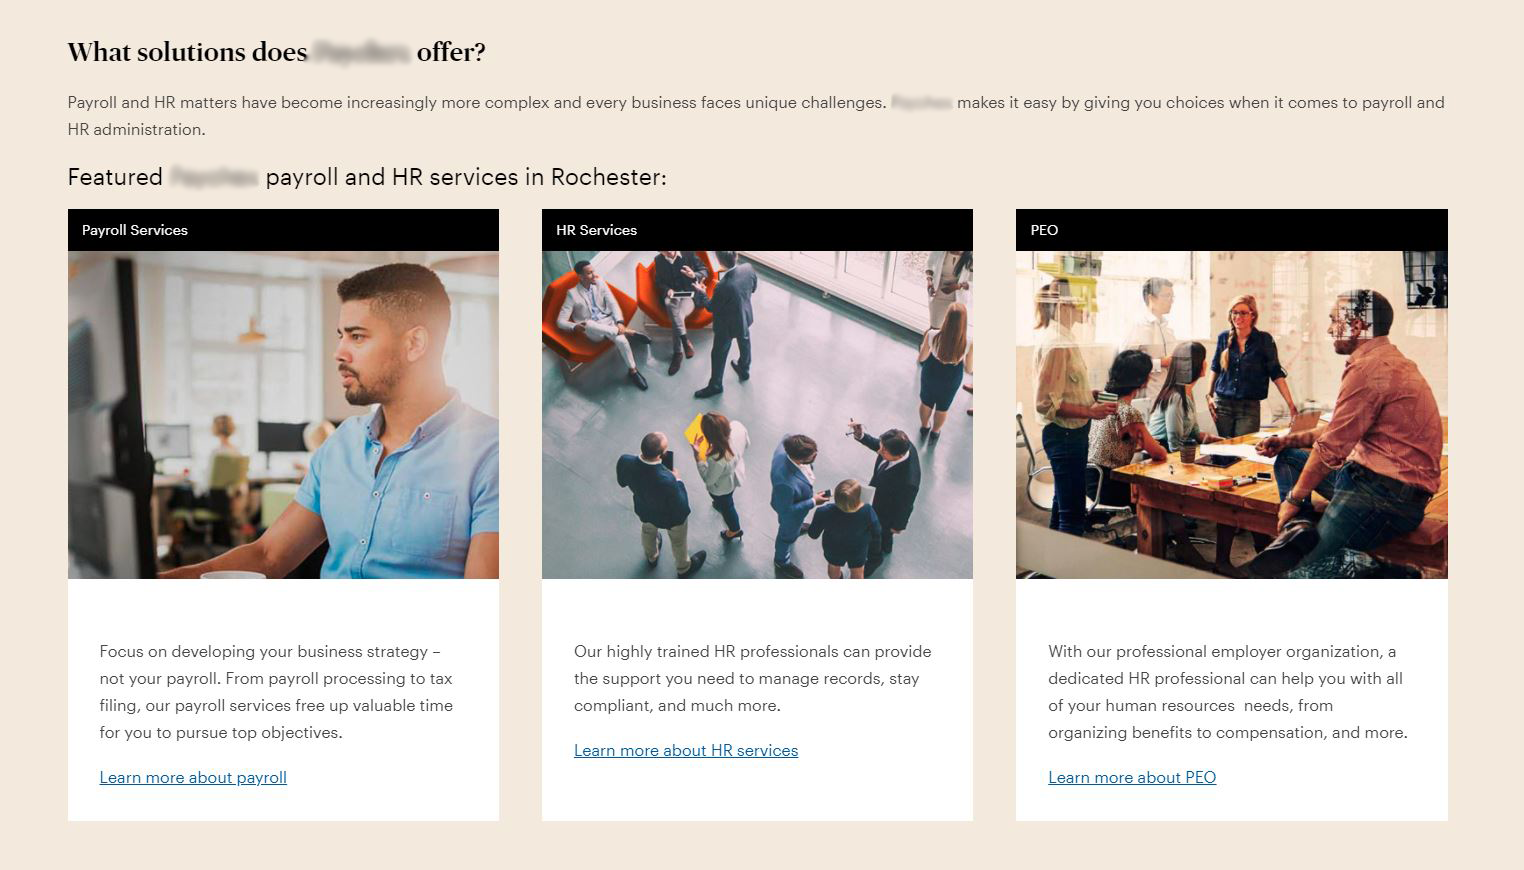 What solutions does offer?
Payroll and HR matters have become increasingly more complex and every business faces unique challenges. makes it easy by giving you choices when it comes to payroll and
HR administration.
Featured payroll and HR services in Rochester:
Payroll Services
Focus on developing your business strategy –
not your payroll. From payroll processing to tax
filing, our payroll services free up valuable time
for you to pursue top objectives.
Learn more about payroll
HR Services
Our highly trained HR professionals can provide
the support you need to manage records, stay
compliant, and much more.
Learn more about HR services
PEO
With our professional employer organization, a
dedicated HR professional can help you with all
of your human resources  needs, from
organizing benefits to compensation, and more.
Learn more about PEO